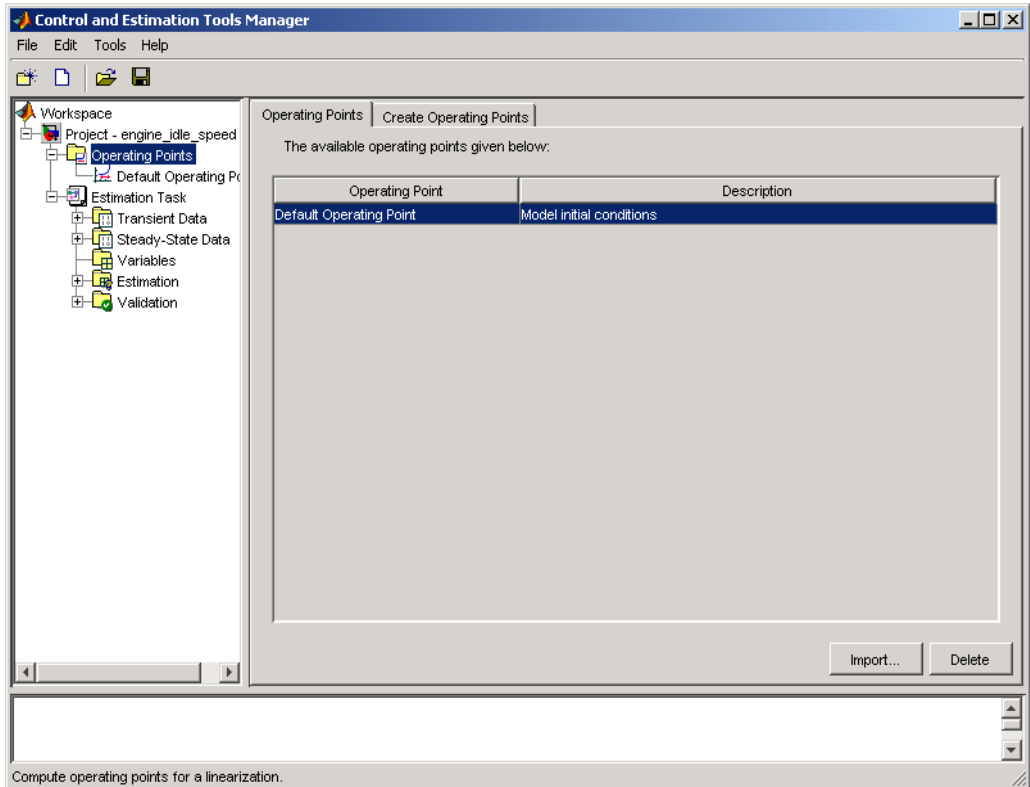 Control and Estimation Tools Manager
File Edit Tools Help
Workspace
Project - engine_idle_speed
Operating Points
Default Operating Po
Estimation Task
Transient Data
Steady-State Data
Variables
Estimation
Validation
Operating Points Create Operating Points
The available operating points given below:
Operating Point Description
Default Operating Point Model initial conditions
Import... Delete
Compute operating points for a linearization.